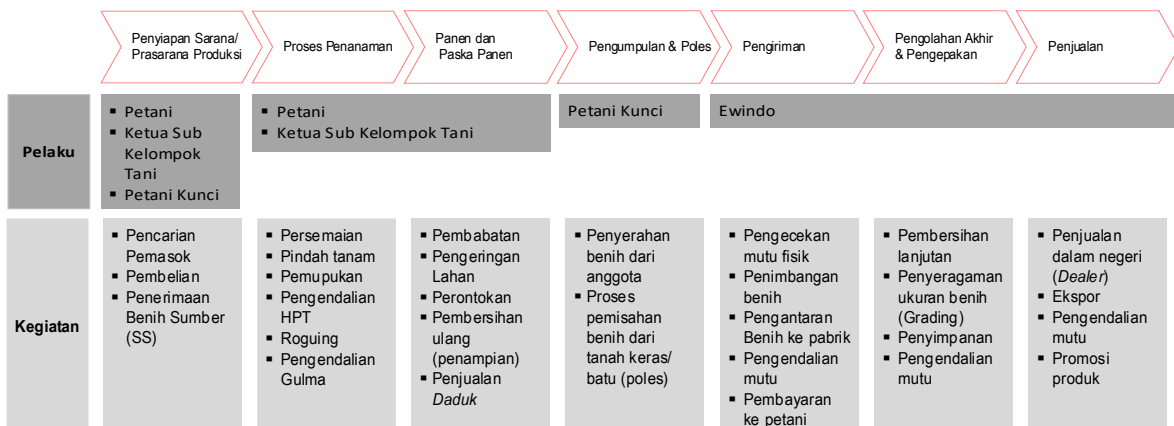 Penyiapan Sarana/
Prasarana Produksi
Proses Penanaman
Panen dan
Paska Panen
Pengumpulan & Poles
Pengiriman
Pengolahan Akhir
& Pengepakan
Penjualan
Pelaku
▪ Petani
▪ Ketua Sub
Kelompok
Tani
▪ Petani Kunci
▪ Petani
▪ Ketua Sub Kelompok Tani
Petani Kunci
Ewindo
Kegiatan
▪ Pencarian
Pemasok
▪ Pembelian
▪ Penerimaan
Benih Sumber
(SS)
▪ Persemaian
▪ Pindah tanam
▪ Pemupukan
▪ Pengendalian
HPT
▪ Roguing
▪ Pengendalian
Gulma
▪ Pembabatan
▪ Pengeringan
Lahan
▪ Perontokan
▪ Pembersihan
ulang
(penampian)
▪ Penjualan
Daduk
▪ Penyerahan
benih dari
anggota
▪ Proses
pemisahan
benih dari
tanah keras/
batu (poles)
▪ Pengecekan
mutu fisik
▪ Penimbangan
benih
▪ Pengantaran
Benih ke pabrik
▪ Pengendalian
mutu
▪ Pembayaran
ke petani
▪ Pembersihan
lanjutan
▪ Penyeragaman
ukuran benih
(Grading)
▪ Penyimpanan
▪ Pengendalian
mutu
▪ Penjualan
dalam negeri
(Dealer)
▪ Ekspor
▪ Pengendalian
mutu
▪ Promosi
produk